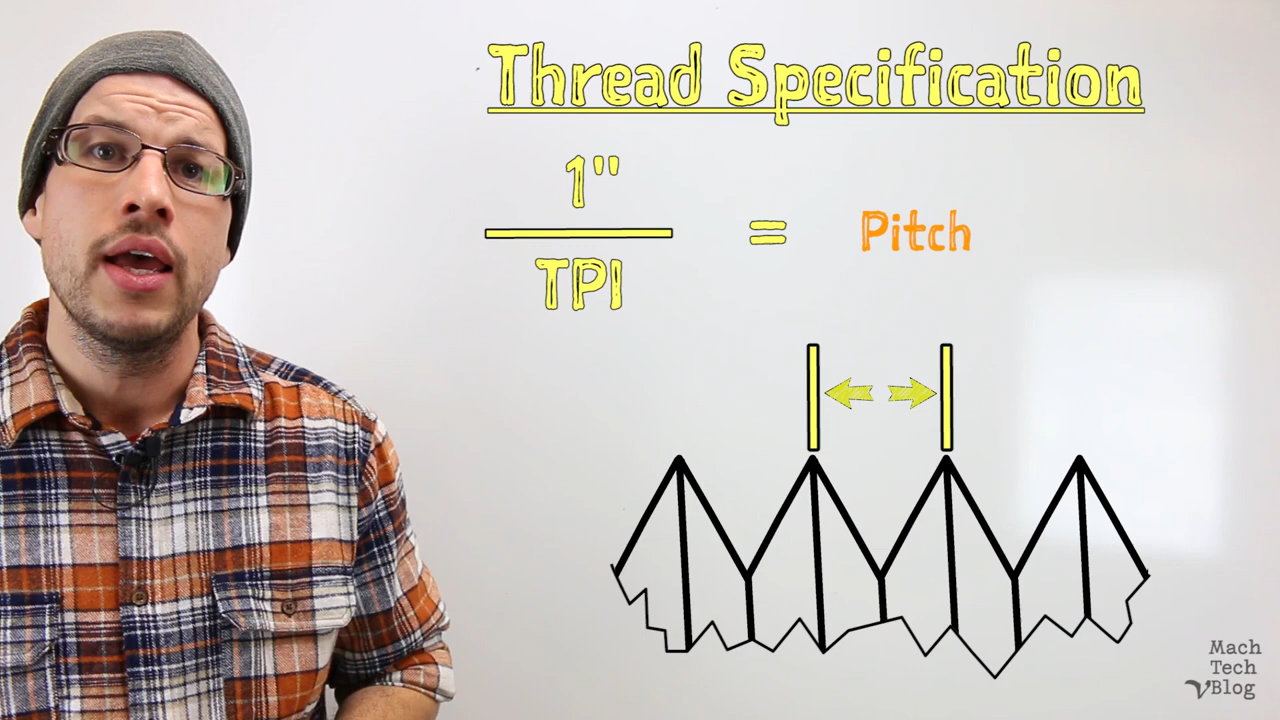 Thread Specification
1"
TPI
=
Pitch
Mach
Tech
Blog